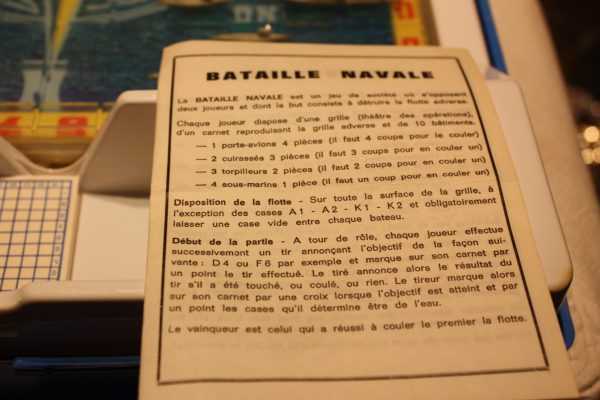 BATAILLE NAVALE
La BATAILLE NAVALE est un jeu de société où s'opposent
deux joueurs et dont le but consiste à détruire la flotte adverse.
Chaque joueur dispose d'une grille (théâtre des opérations),
d'un carnet reproduisant la grille adverse et de 10 bâtiments.
— 1 porte-avions 4 pièces (il faut 4 coups pour le couler)
— 2 cuirassés 3 pièces (il faut 3 coups pour en couler un)
— 3 torpilleurs 2 pièces (il faut 2 coups pour en couler un)
— 4 sous-marins 1 pièce (il faut un coup pour en couler un)
Disposition de la flotte - Sur toute la surface de la grille, à
l'exception des cases A1 - A2 - K1 - K2 et obligatoirement
laisser une case vide entre chaque bateau.
Début de la partie - A tour de rôle, chaque joueur effectue
successivement un tir annonçant l'objectif de la façon sui-
vante : D4 ou F6 par exemple et marque sur son carnet par
un point le tir effectué. Le tiré annonce alors le résultat du
tir s'il a été touché, ou coulé, ou rien. Le tireur marque alors
sur son carnet par une croix lorsque l'objectif est atteint et par
un point les cases qu'il détermine être de l'eau.
Le vainqueur est celui qui a réussi à couler le premier la flotte.